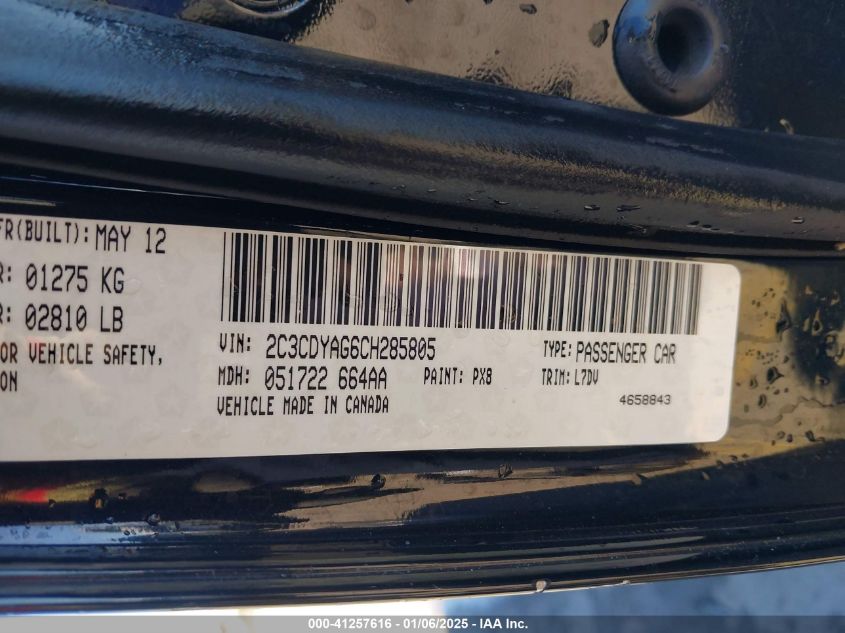 FR(BUILT): MAY 12
R: 01275 KG
R: 02810 LB
OR VEHICLE SAFETY,
ON
VIN: 2C3CDYAG6CH285805
TYPE: PASSENGER CAR
MDH: 051722 664AA
PAINT: PX8
TRIM: L7DV
VEHICLE MADE IN CANADA
4658843
000-41257616 - 01/06/2025 - IAA Inc.